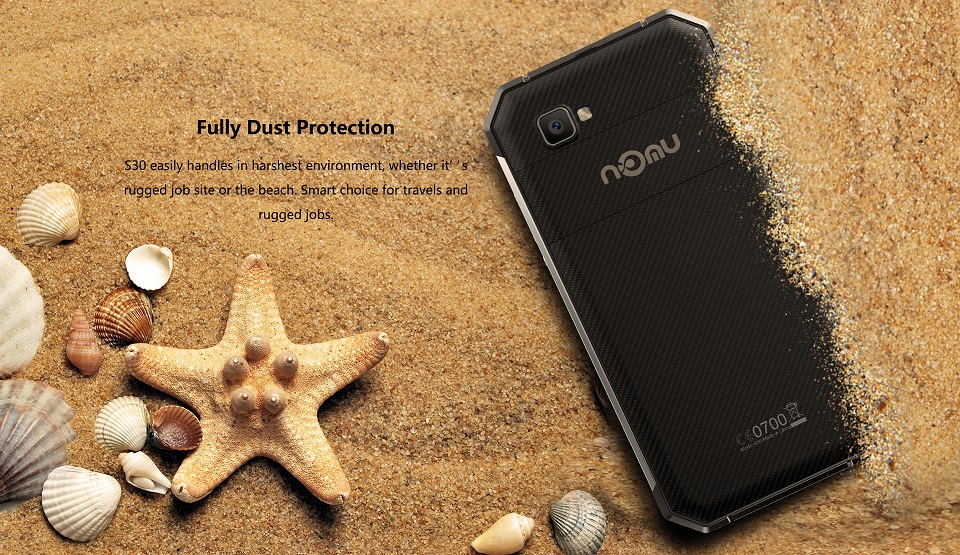 Fully Dust Protection
S30 easily handles in harshest environment, whether it' 's
rugged job site or the beach. Smart choice for travels and
rugged jobs.
nomu
CE0700